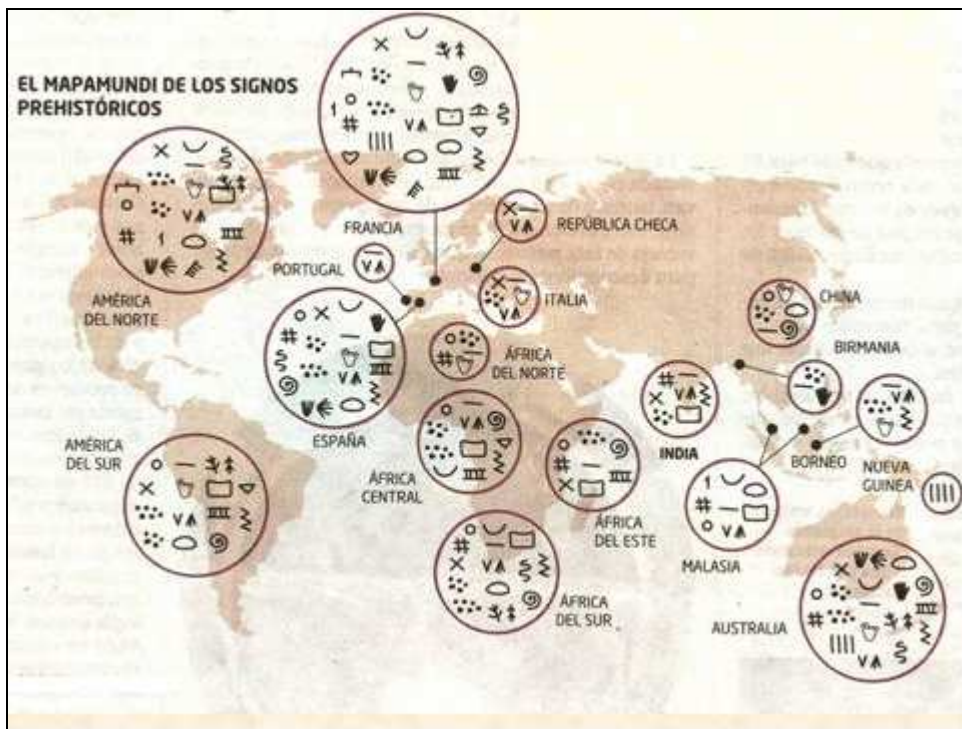 EL MAPAMUNDI DE LOS SIGNOS
PREHISTÓRICOS
AMÉRICA
DEL NORTE
FRANCIA
PORTUGAL
REPÚBLICA CHECA
ITALIA
CHINA
BIRMANIA
ESPAÑA
ÁFRICA
DEL NORTE
INDIA
BORNEO
NUEVA
GUINEA
AMÉRICA
DEL SUR
ÁFRICA
CENTRAL
ÁFRICA
DEL ESTE
MALASIA
ÁFRICA
DEL SUR
AUSTRALIA